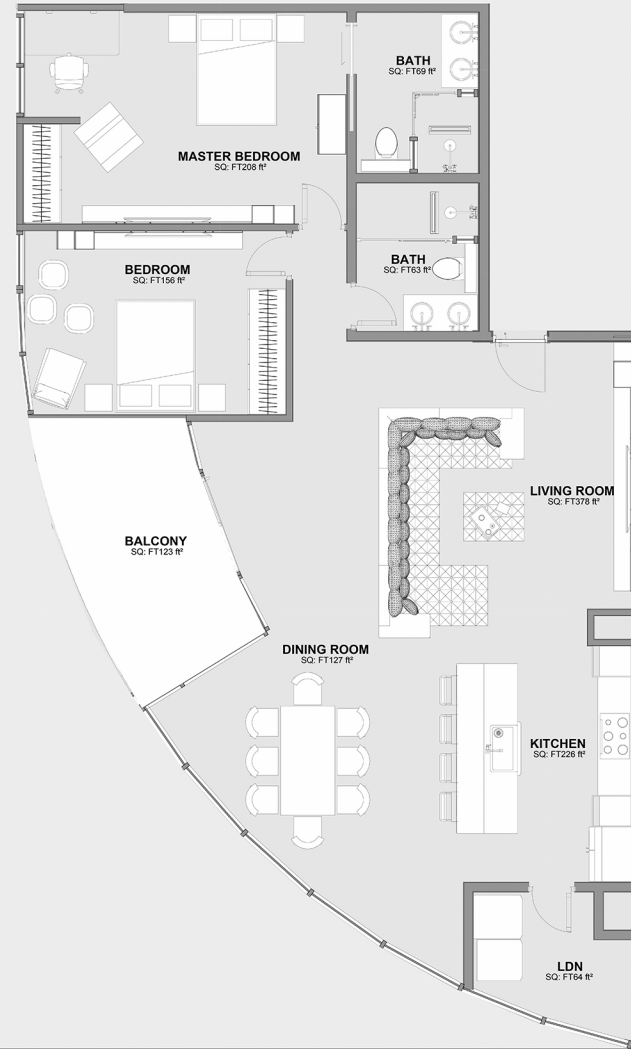 BATH
SQ: FT69 ft²
MASTER BEDROOM
SQ: FT208 ft²
BATH
SQ: FT63 ft²
BEDROOM
SQ: FT156 ft²
LIVING ROOM
SQ: FT378 ft²
BALCONY
SQ: FT123 ft²
DINING ROOM
SQ: FT127 ft²
KITCHEN
SQ: FT226 ft²
LDN
SQ: FT64 ft²